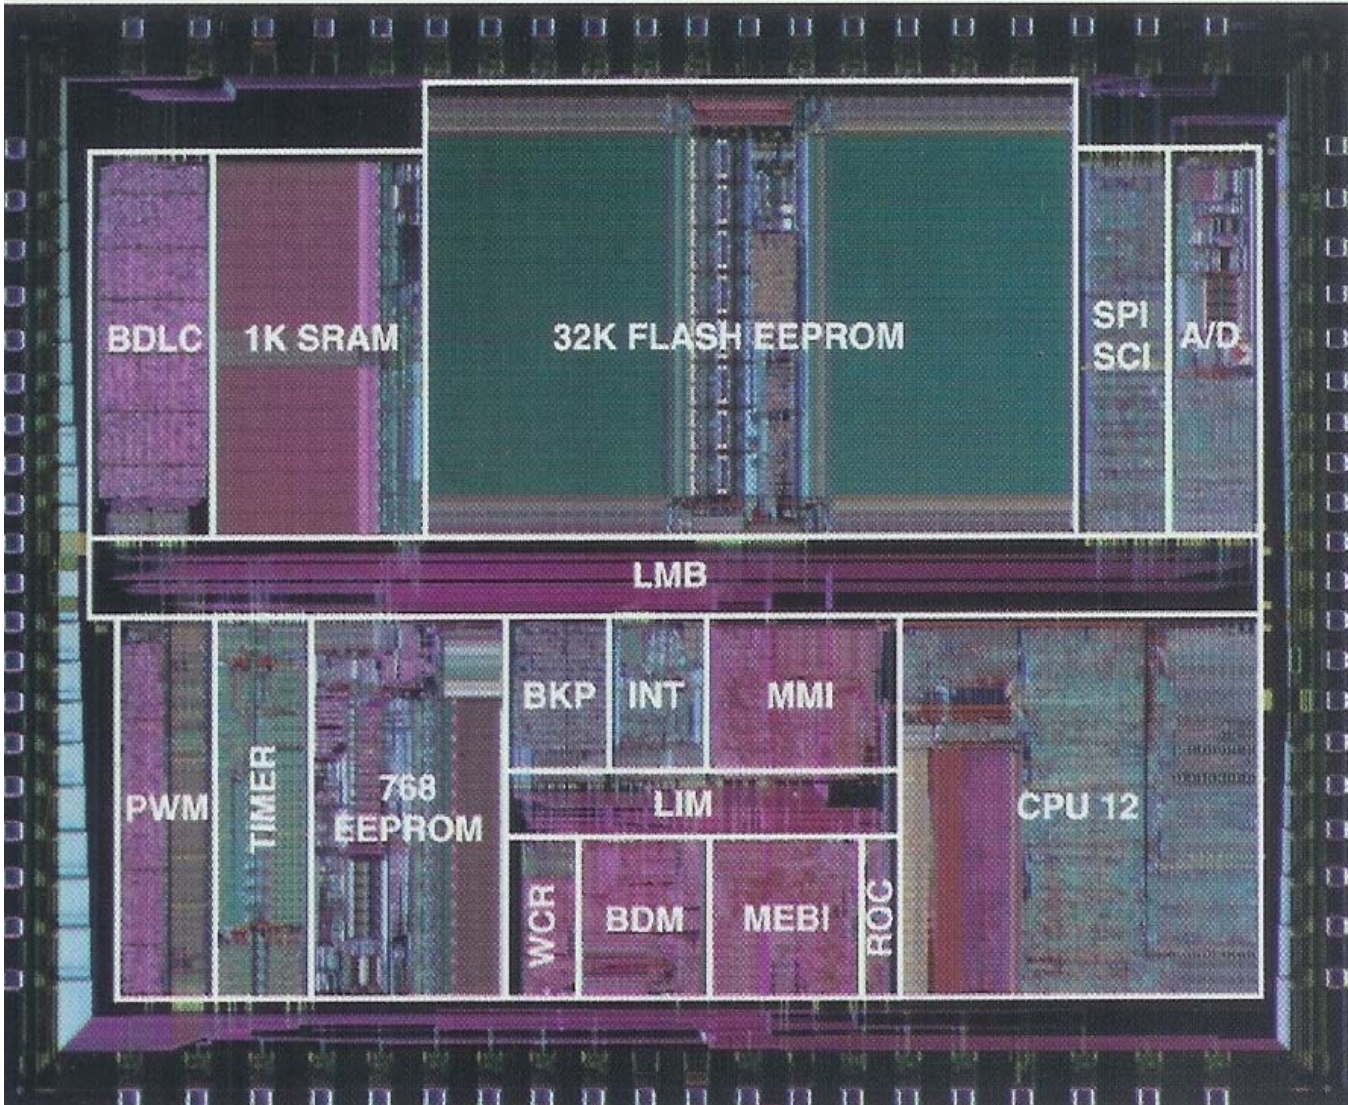 BDLC
1K SRAM
32K FLASH EEPROM
SPI
SCI
A/D
LMB
PWM
TIMER
768
EEPROM
BKP
INT
MMI
LIM
WCR
BDM
MEBI
ROC
CPU 12